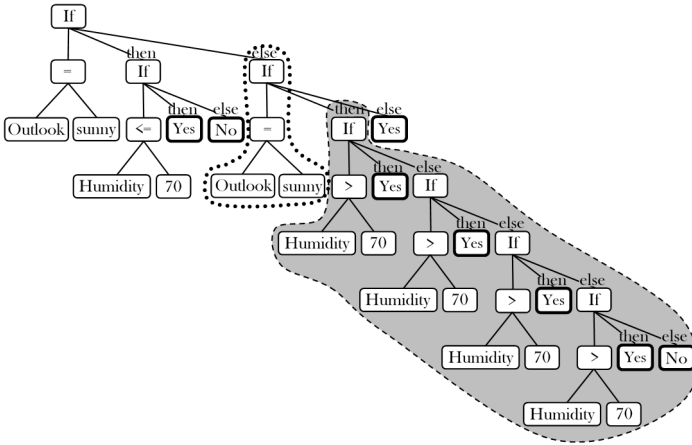 If
then else
= If If
then else then else
Outlook sunny <= Yes No = If Yes
then else
Humidity 70 Outlook sunny > Yes If
then else
Humidity 70 > Yes If
then else
Humidity 70 > Yes If
then else
Humidity 70 > Yes No
Humidity 70